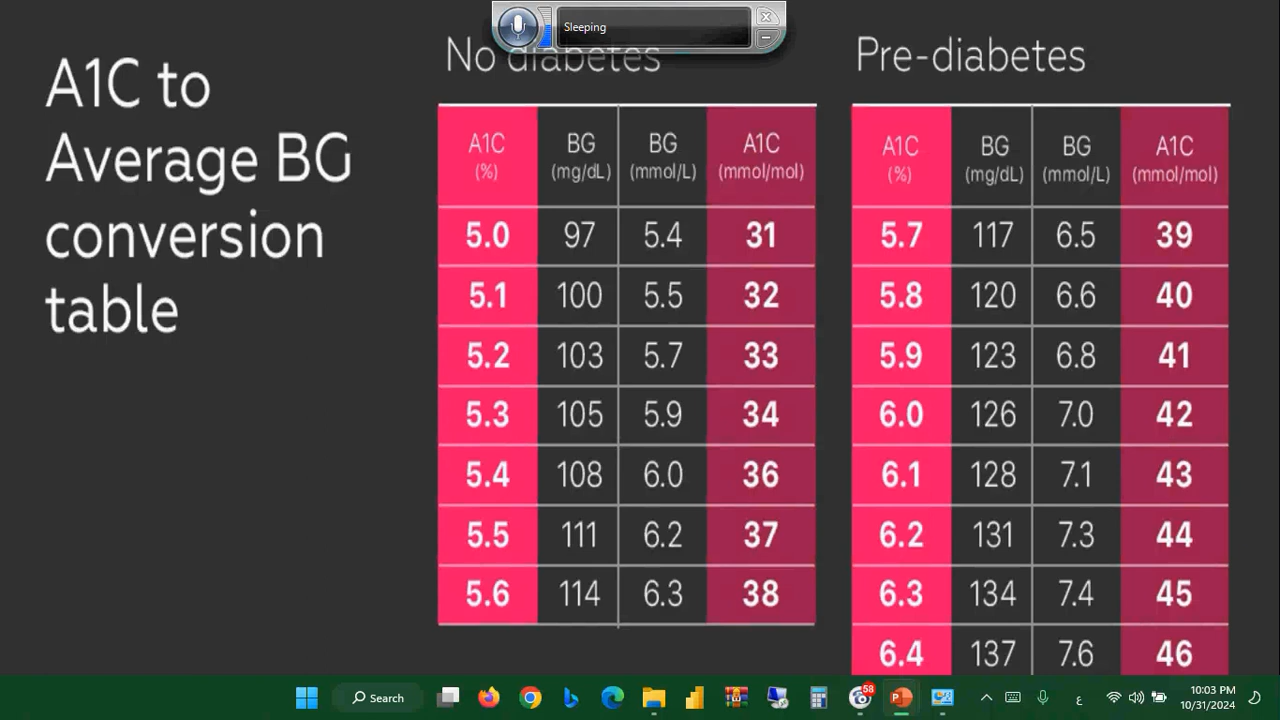 Sleeping
A1C to
Average BG
conversion
table
No diabetes
A1C (%) BG (mg/dL) BG (mmol/L) A1C (mmol/mol)
5.0 97 5.4 31
5.1 100 5.5 32
5.2 103 5.7 33
5.3 105 5.9 34
5.4 108 6.0 36
5.5 111 6.2 37
5.6 114 6.3 38
Pre-diabetes
A1C (%) BG (mg/dL) BG (mmol/L) A1C (mmol/mol)
5.7 117 6.5 39
5.8 120 6.6 40
5.9 123 6.8 41
6.0 126 7.0 42
6.1 128 7.1 43
6.2 131 7.3 44
6.3 134 7.4 45
6.4 137 7.6 46
Search
58
ع
10:03 PM
10/31/2024